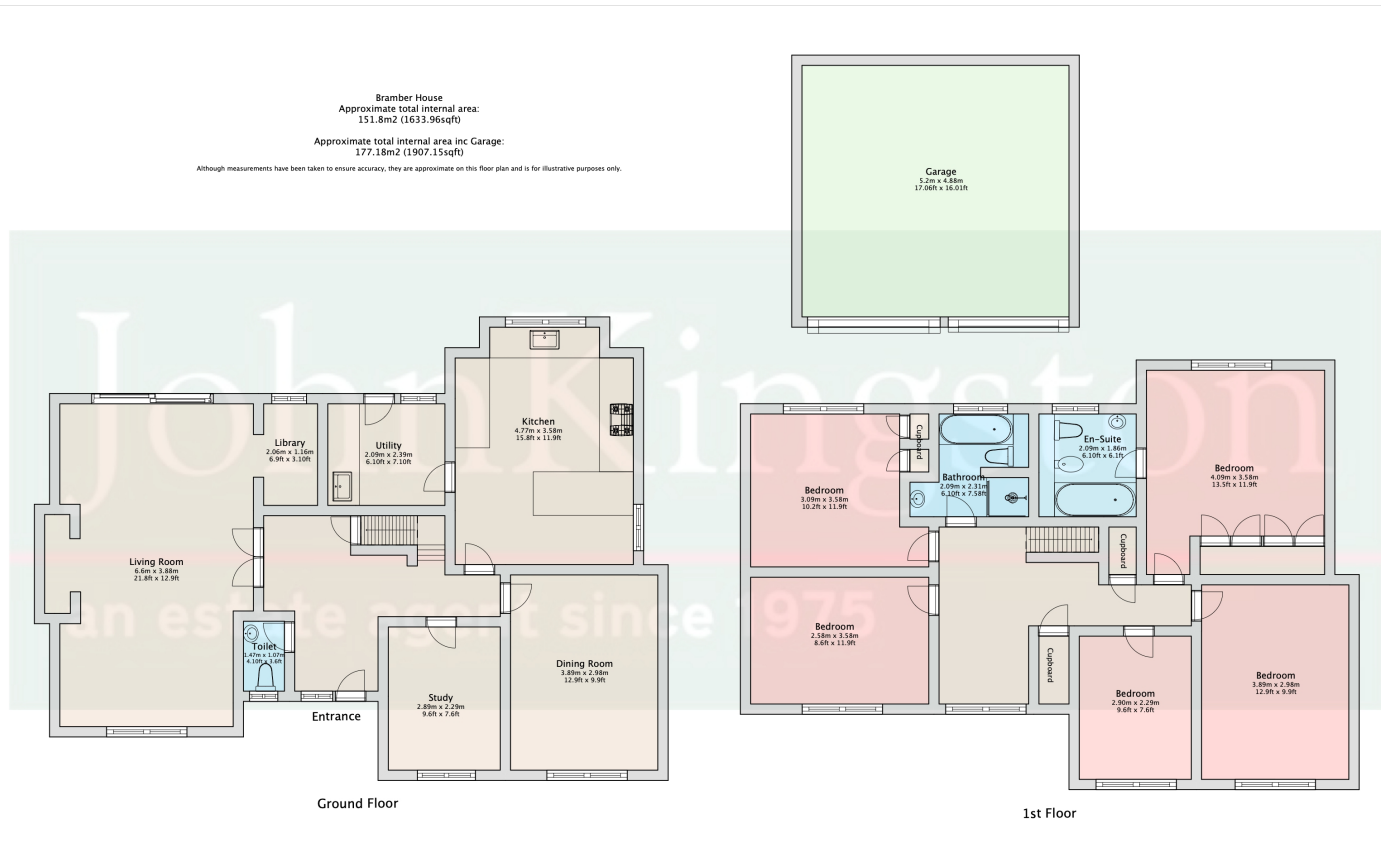 Bramber House
Approximate total internal area:
151.8m2 (1633.96sqft)
Approximate total internal area inc Garage:
177.18m2 (1907.15sqft)
Although measurements have been taken to ensure accuracy, they are approximate on this floor plan and is for illustrative purposes only.
Garage
5.2m x 4.88m
17.06ft x 16.01ft
JohnKingston
an estate agent since 1975
Kitchen
4.77m x 3.58m
15.8ft x 11.9ft
Library
2.06m x 1.16m
6.9ft x 3.10ft
Utility
2.09m x 2.39m
6.10ft x 7.10ft
Living Room
6.6m x 3.88m
21.8ft x 12.9ft
Toilet
1.47m x 1.07m
4.10ft x 3.6ft
Study
2.89m x 2.29m
9.6ft x 7.6ft
Dining Room
3.89m x 2.98m
12.9ft x 9.9ft
Entrance
Ground Floor
Bedroom
3.09m x 3.58m
10.2ft x 11.9ft
Cupboard
Bathroom
2.09m x 2.31m
6.10ft x 7.58ft
En-Suite
2.09m x 1.86m
6.10ft x 6.1ft
Bedroom
4.09m x 3.58m
13.5ft x 11.9ft
Cupboard
Bedroom
2.58m x 3.58m
8.6ft x 11.9ft
Cupboard
Bedroom
2.90m x 2.29m
9.6ft x 7.6ft
Bedroom
3.89m x 2.98m
12.9ft x 9.9ft
1st Floor